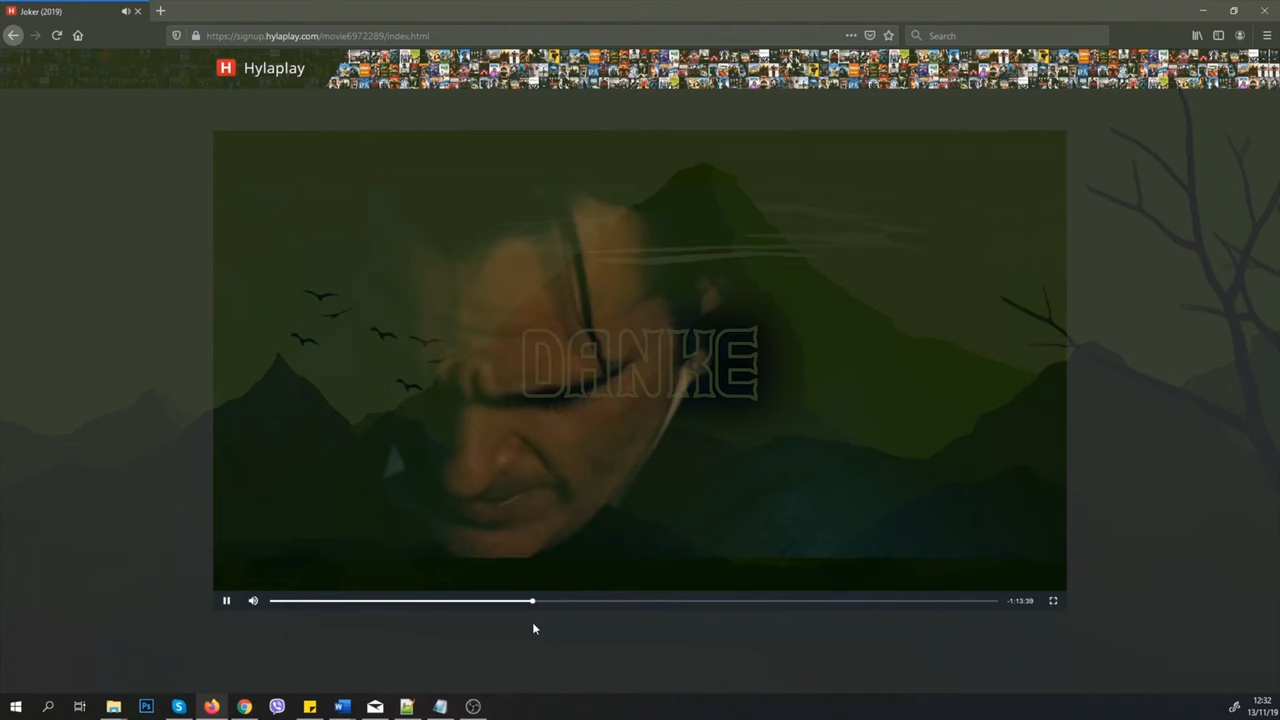 Joker (2019)
https://signup.hylaplay.com/movie6972289/index.html
Search
H Hylaplay
DANKE
-1:13:39
12:32
13/11/19